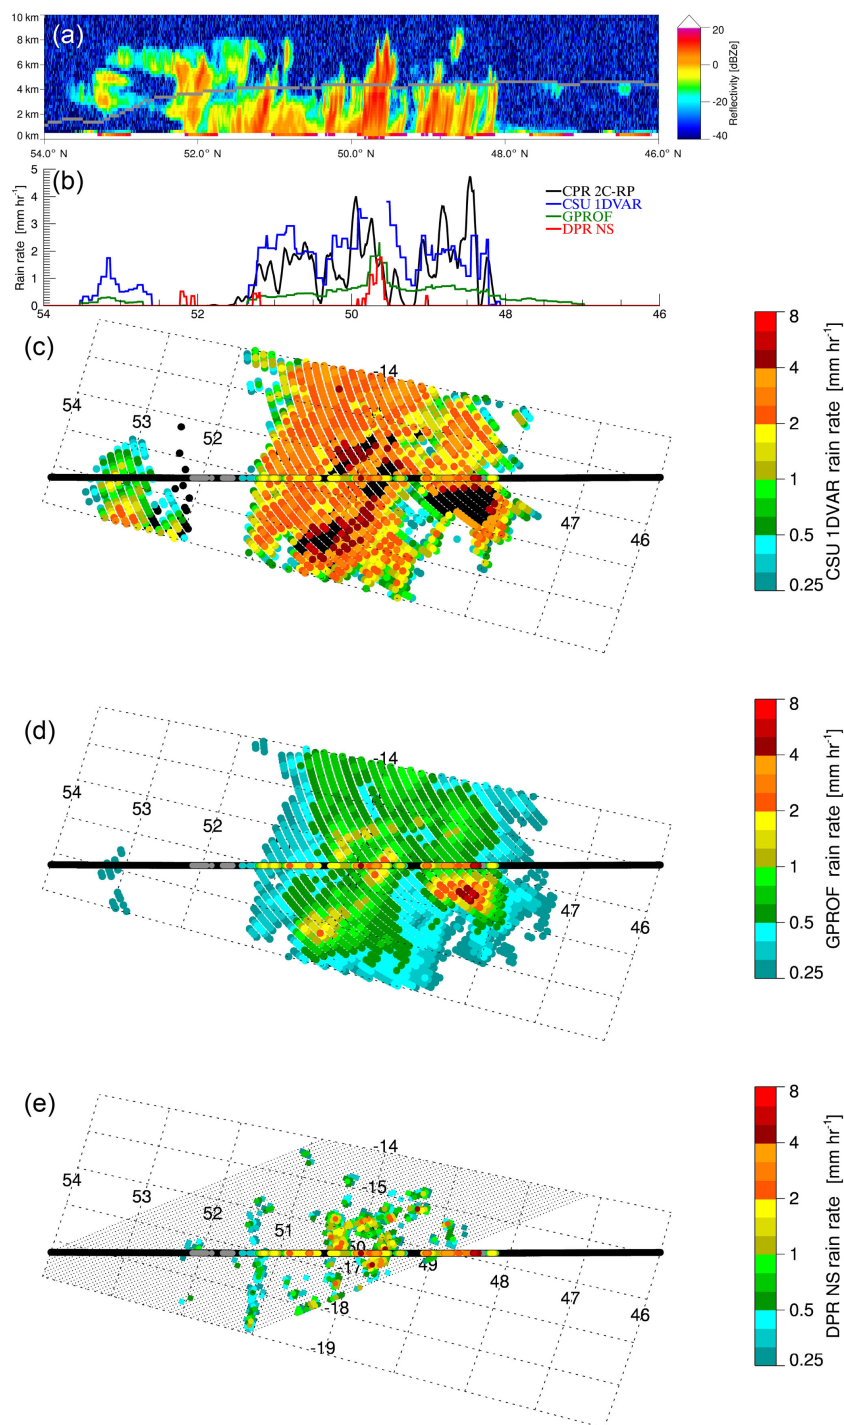 (a)
10 km
8 km
6 km
4 km
2 km
0 km
54.0° N
52.0° N
50.0° N
48.0° N
46.0° N
20
0
-20
-40
Reflectivity [dBZe]
(b)
5
4
3
2
1
0
Rain rate [mm hr⁻¹]
CPR 2C-RP
CSU 1DVAR
GPROF
DPR NS
54
52
50
48
46
(c)
-14
54
53
52
47
46
8
4
2
1
0.5
0.25
CSU 1DVAR rain rate [mm hr⁻¹]
(d)
-14
54
53
52
47
46
8
4
2
1
0.5
0.25
GPROF rain rate [mm hr⁻¹]
(e)
-14
-15
54
53
52
51
50
-17
49
48
-18
47
46
-19
8
4
2
1
0.5
0.25
DPR NS rain rate [mm hr⁻¹]